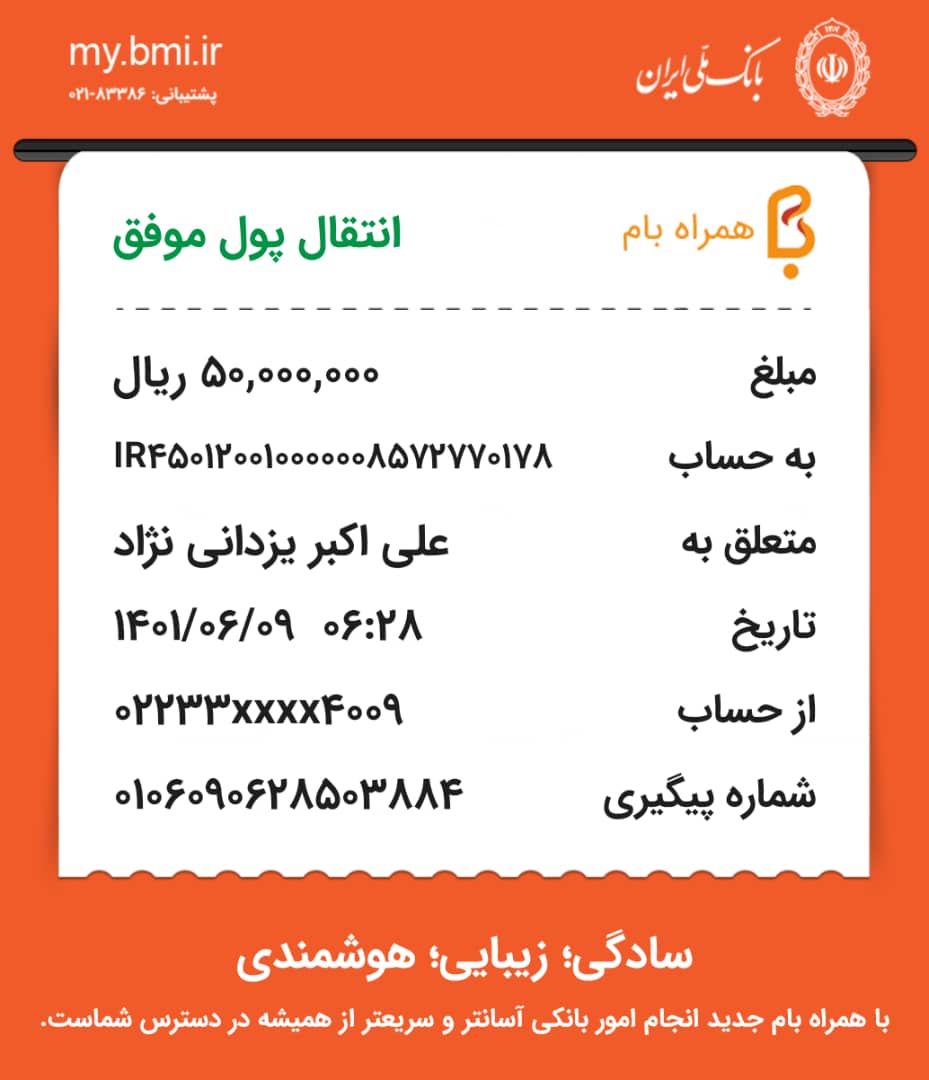 my.bmi.ir
پشتیبانی: ۸۳۳۸۶-۰۲۱
بانک ملّی ایران
همراه بام
انتقال پول موفق
مبلغ ۵۰,۰۰۰,۰۰۰ ریال
به حساب IR۴۵۰۱۲۰۰۱۰۰۰۰۰۰۸۵۷۲۷۷۰۱۷۸
متعلق به علی اکبر یزدانی نژاد
تاریخ ۱۴۰۱/۰۶/۰۹ ۰۶:۲۸
از حساب ۰۲۲۳۳xxxx۴۰۰۹
شماره پیگیری ۰۱۰۶۰۹۰۶۲۸۵۰۳۸۸۴
سادگی؛ زیبایی؛ هوشمندی
با همراه بام جدید انجام امور بانکی آسانتر و سریعتر از همیشه در دسترس شماست.